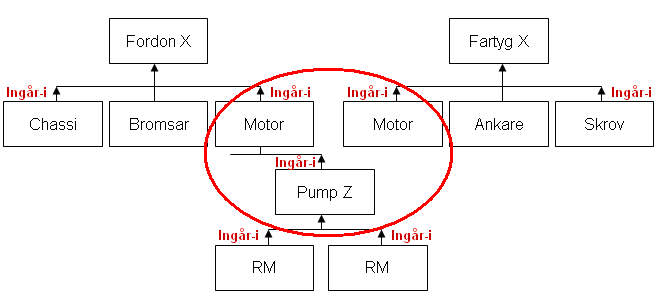 Fordon X
Fartyg X
Ingår-i
Ingår-i
Ingår-i
Ingår-i
Chassi
Bromsar
Motor
Motor
Ankare
Skrov
Ingår-i
Pump Z
Ingår-i
Ingår-i
RM
RM